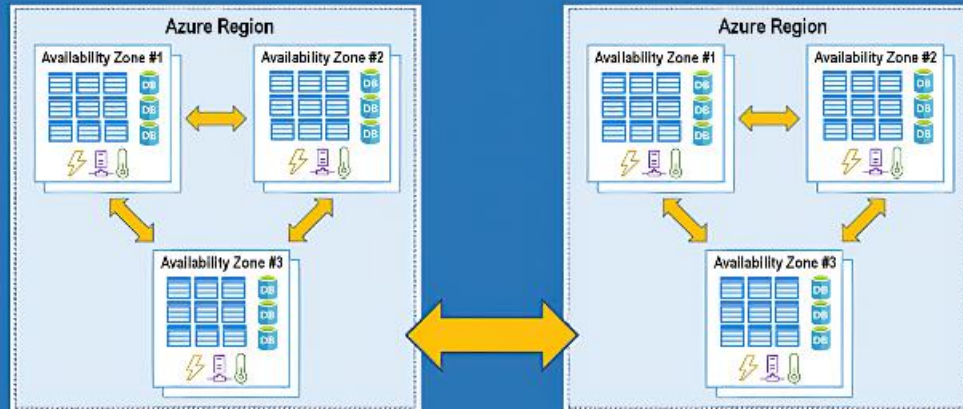 Azure Region
Availability Zone #1
DB
DB
DB
Availability Zone #2
DB
DB
DB
Availability Zone #3
DB
DB
DB
Azure Region
Availability Zone #1
DB
DB
DB
Availability Zone #2
DB
DB
DB
Availability Zone #3
DB
DB
DB